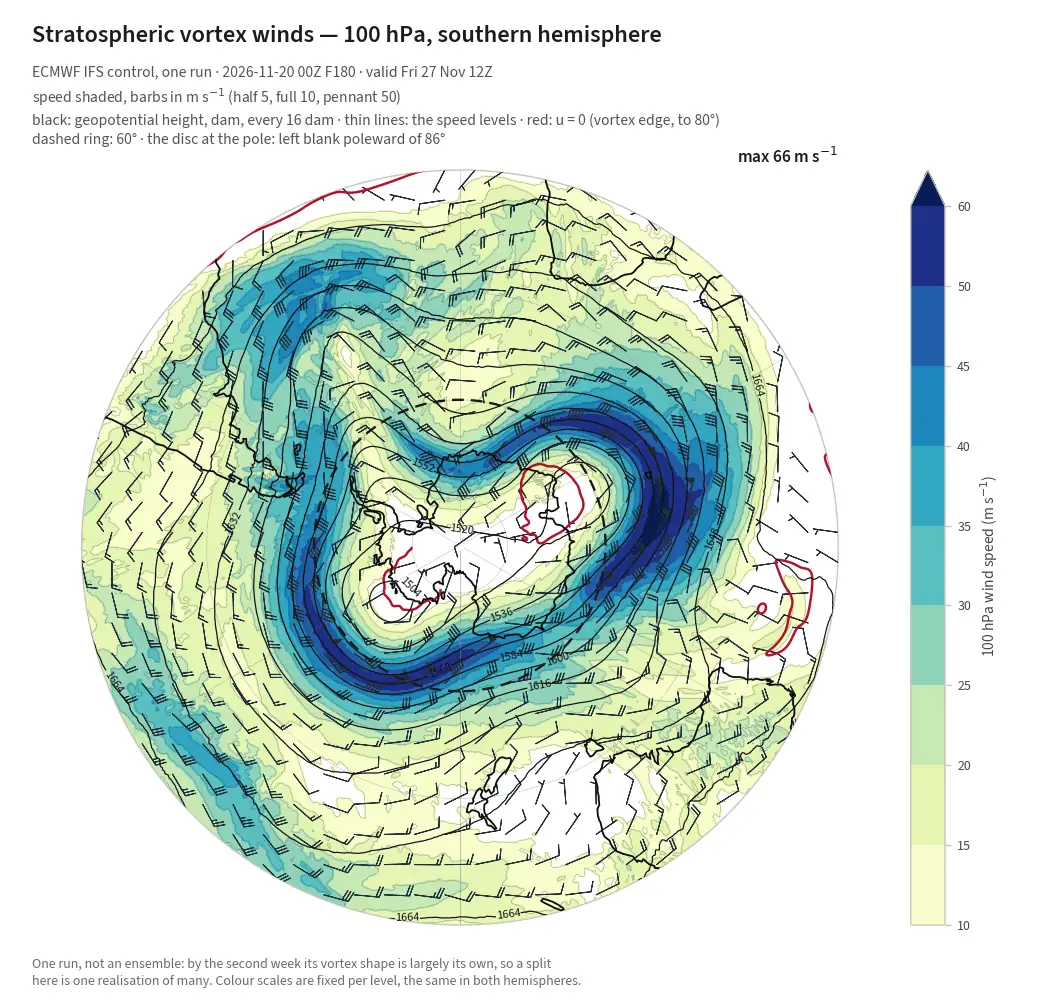 Stratospheric vortex winds — 100 hPa, southern hemisphere
ECMWF IFS control, one run · 2026-11-20 00Z F180 · valid Fri 27 Nov 12Z
speed shaded, barbs in m s⁻¹ (half 5, full 10, pennant 50)
black: geopotential height, dam, every 16 dam · thin lines: the speed levels · red: u = 0 (vortex edge, to 80°)
dashed ring: 60° · the disc at the pole: left blank poleward of 86°
max 66 m s⁻¹
60
50
45
40
35
30
25
20
15
10
100 hPa wind speed (m s⁻¹)
1664
1552
1632
1520
1648
1504
1536
1584
1600
1568
1616
1664
1664
1664
One run, not an ensemble: by the second week its vortex shape is largely its own, so a split
here is one realisation of many. Colour scales are fixed per level, the same in both hemispheres.